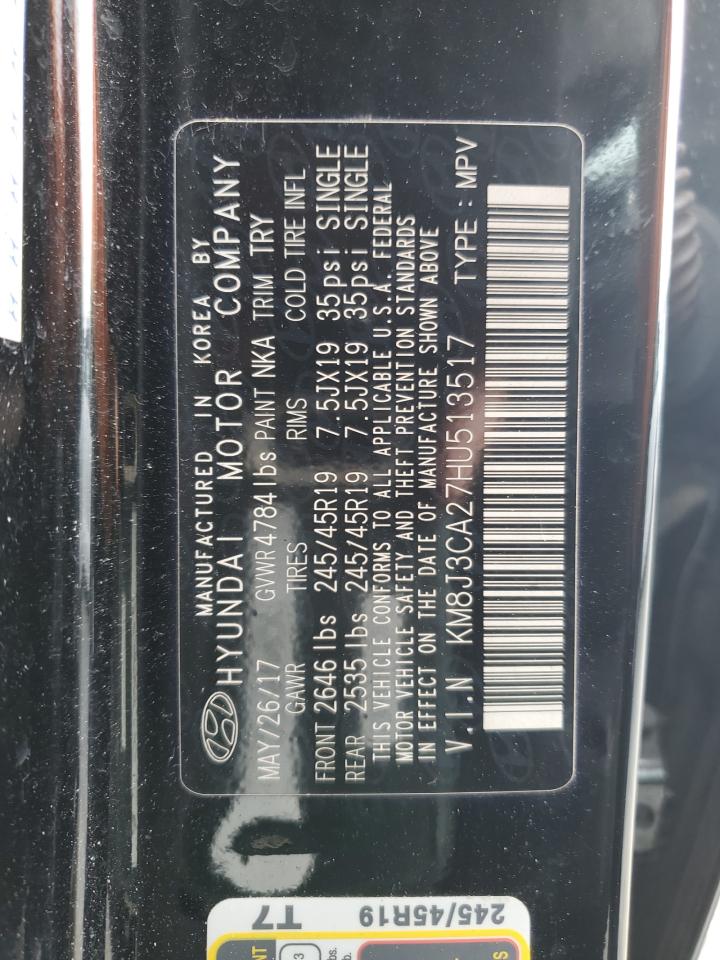 MANUFACTURED IN KOREA BY
HYUNDAI MOTOR COMPANY
MAY/26/17 GVWR 4784 lbs PAINT NKA TRIM TRY
GAWR TIRES RIMS COLD TIRE INFL
FRONT 2646 lbs 245/45R19 7.5JX19 35psi SINGLE
REAR 2535 lbs 245/45R19 7.5JX19 35psi SINGLE
THIS VEHICLE CONFORMS TO ALL APPLICABLE U.S.A. FEDERAL
MOTOR VEHICLE SAFETY AND THEFT PREVENTION STANDARDS
IN EFFECT ON THE DATE OF MANUFACTURE SHOWN ABOVE
V.I.N KM8J3CA27HU513517 TYPE : MPV
245/45R19 T7